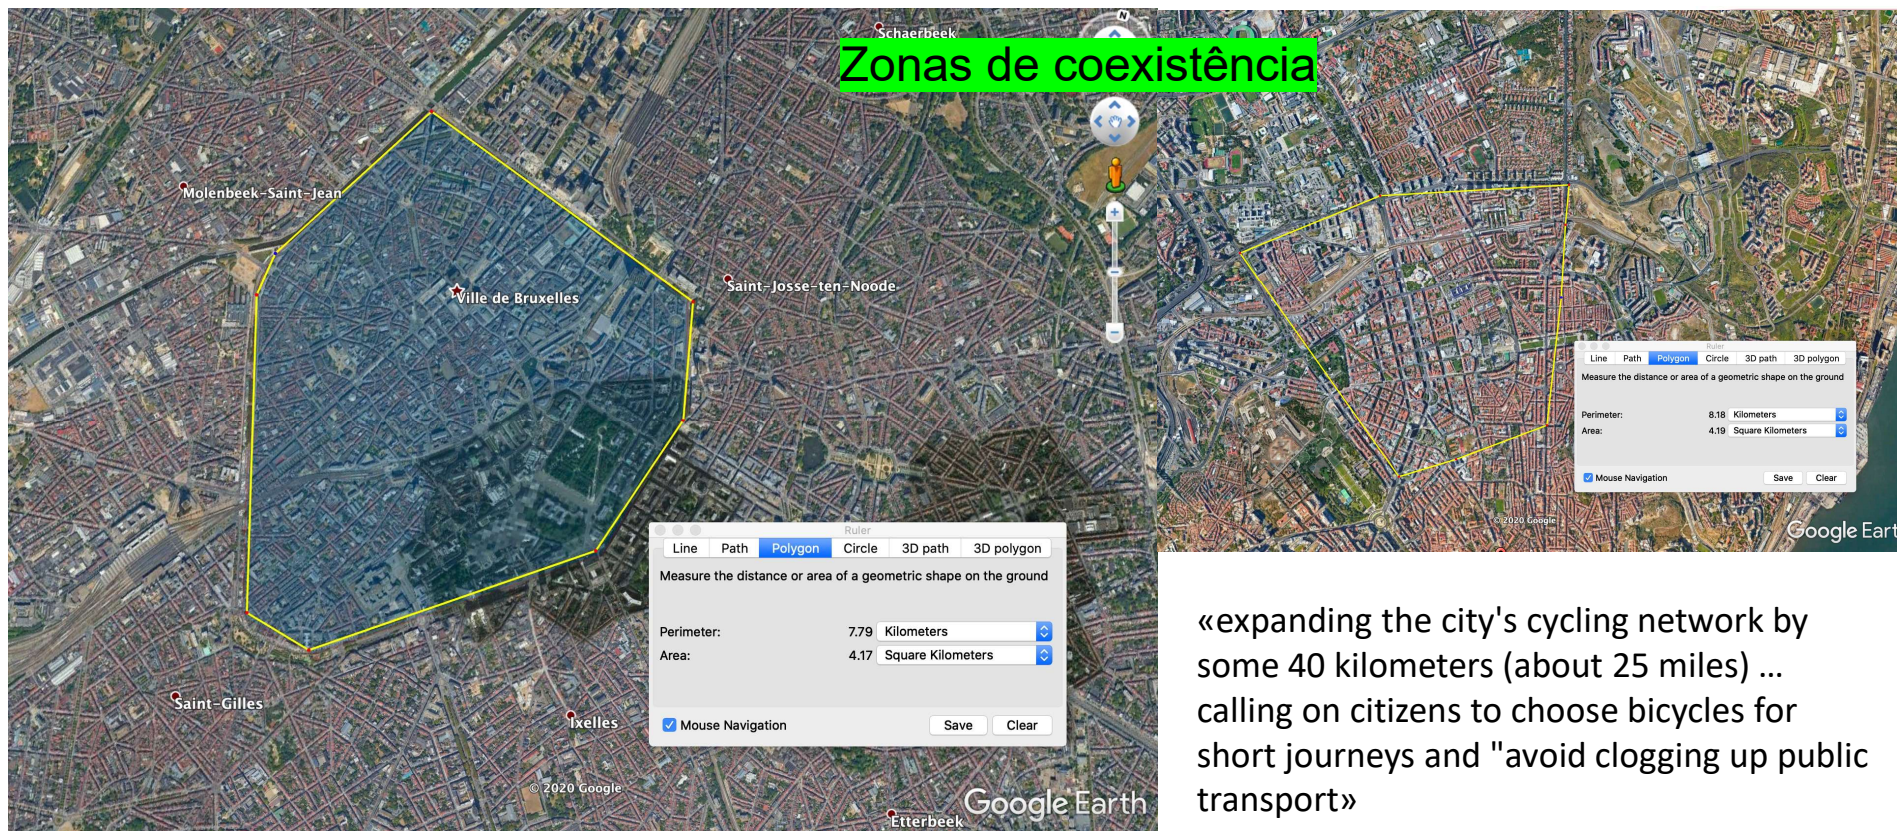 Zonas de coexistência
N
Schaerbeek
Molenbeek-Saint-Jean
Ville de Bruxelles
Saint-Josse-ten-Noode
Saint-Gilles
Ixelles
Etterbeek
© 2020 Google
Google Earth
Ruler
Line Path Polygon Circle 3D path 3D polygon
Measure the distance or area of a geometric shape on the ground
Perimeter: 7.79 Kilometers
Area: 4.17 Square Kilometers
Mouse Navigation Save Clear
Ruler
Line Path Polygon Circle 3D path 3D polygon
Measure the distance or area of a geometric shape on the ground
Perimeter: 8.18 Kilometers
Area: 4.19 Square Kilometers
Mouse Navigation Save Clear
©2020 Google
Google Eart
«expanding the city's cycling network by
some 40 kilometers (about 25 miles) ...
calling on citizens to choose bicycles for
short journeys and "avoid clogging up public
transport»